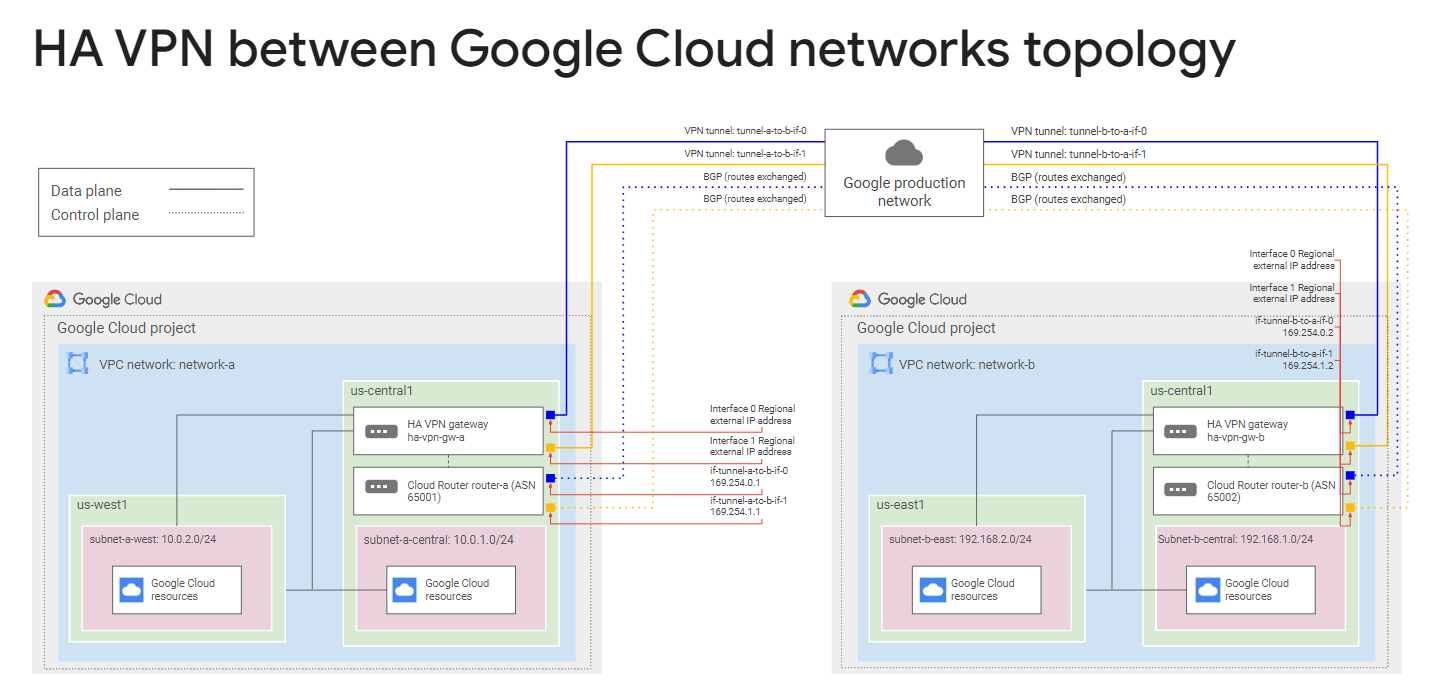 HA VPN between Google Cloud networks topology
Data plane
Control plane
VPN tunnel: tunnel-a-to-b-if-0
VPN tunnel: tunnel-a-to-b-if-1
BGP (routes exchanged)
BGP (routes exchanged)
Google production
network
VPN tunnel: tunnel-b-to-a-if-0
VPN tunnel: tunnel-b-to-a-if-1
BGP (routes exchanged)
BGP (routes exchanged)
Google Cloud
Google Cloud project
VPC network: network-a
us-central1
HA VPN gateway
ha-vpn-gw-a
Cloud Router router-a (ASN
65001)
us-west1
subnet-a-west: 10.0.2.0/24
Google Cloud
resources
subnet-a-central: 10.0.1.0/24
Google Cloud
resources
Interface 0 Regional
external IP address
Interface 1 Regional
external IP address
if-tunnel-a-to-b-if-0
169.254.0.1
if-tunnel-a-to-b-if-1
169.254.1.1
Interface 0 Regional
external IP address
Interface 1 Regional
external IP address
if-tunnel-b-to-a-if-0
169.254.0.2
if-tunnel-b-to-a-if-1
169.254.1.2
Google Cloud
Google Cloud project
VPC network: network-b
us-central1
HA VPN gateway
ha-vpn-gw-b
Cloud Router router-b (ASN
65002)
us-east1
subnet-b-east: 192.168.2.0/24
Google Cloud
resources
Subnet-b-central: 192.168.1.0/24
Google Cloud
resources